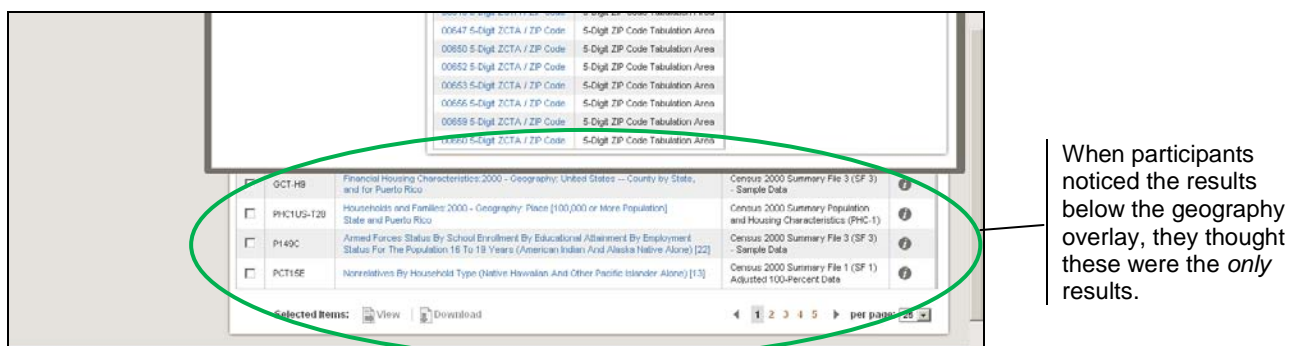 00647 5-Digit ZCTA / ZIP Code 5-Digit ZIP Code Tabulation Area
00650 5-Digit ZCTA / ZIP Code 5-Digit ZIP Code Tabulation Area
00652 5-Digit ZCTA / ZIP Code 5-Digit ZIP Code Tabulation Area
00653 5-Digit ZCTA / ZIP Code 5-Digit ZIP Code Tabulation Area
00656 5-Digit ZCTA / ZIP Code 5-Digit ZIP Code Tabulation Area
00659 5-Digit ZCTA / ZIP Code 5-Digit ZIP Code Tabulation Area
00660 5-Digit ZCTA / ZIP Code 5-Digit ZIP Code Tabulation Area
GCT-H9 Financial Housing Characteristics: 2000 - Geography: United States -- County by State, Census 2000 Summary File 3 (SF 3)
and for Puerto Rico - Sample Data
PHC1US-T28 Households and Families: 2000 - Geography: Place [100,000 or More Population] Census 2000 Summary Population
State and Puerto Rico and Housing Characteristics (PHC-1)
P149C Armed Forces Status By School Enrollment By Educational Attainment By Employment Census 2000 Summary File 3 (SF 3)
Status For The Population 16 To 19 Years (American Indian And Alaska Native Alone) [22] - Sample Data
PCT15E Nonrelatives By Household Type (Native Hawaiian And Other Pacific Islander Alone) [13] Census 2000 Summary File 1 (SF 1)
Adjusted 100-Percent Data
Selected Items: View | Download 1 2 3 4 5 per page: 25
When participants
noticed the results
below the geography
overlay, they thought
these were the only
results.